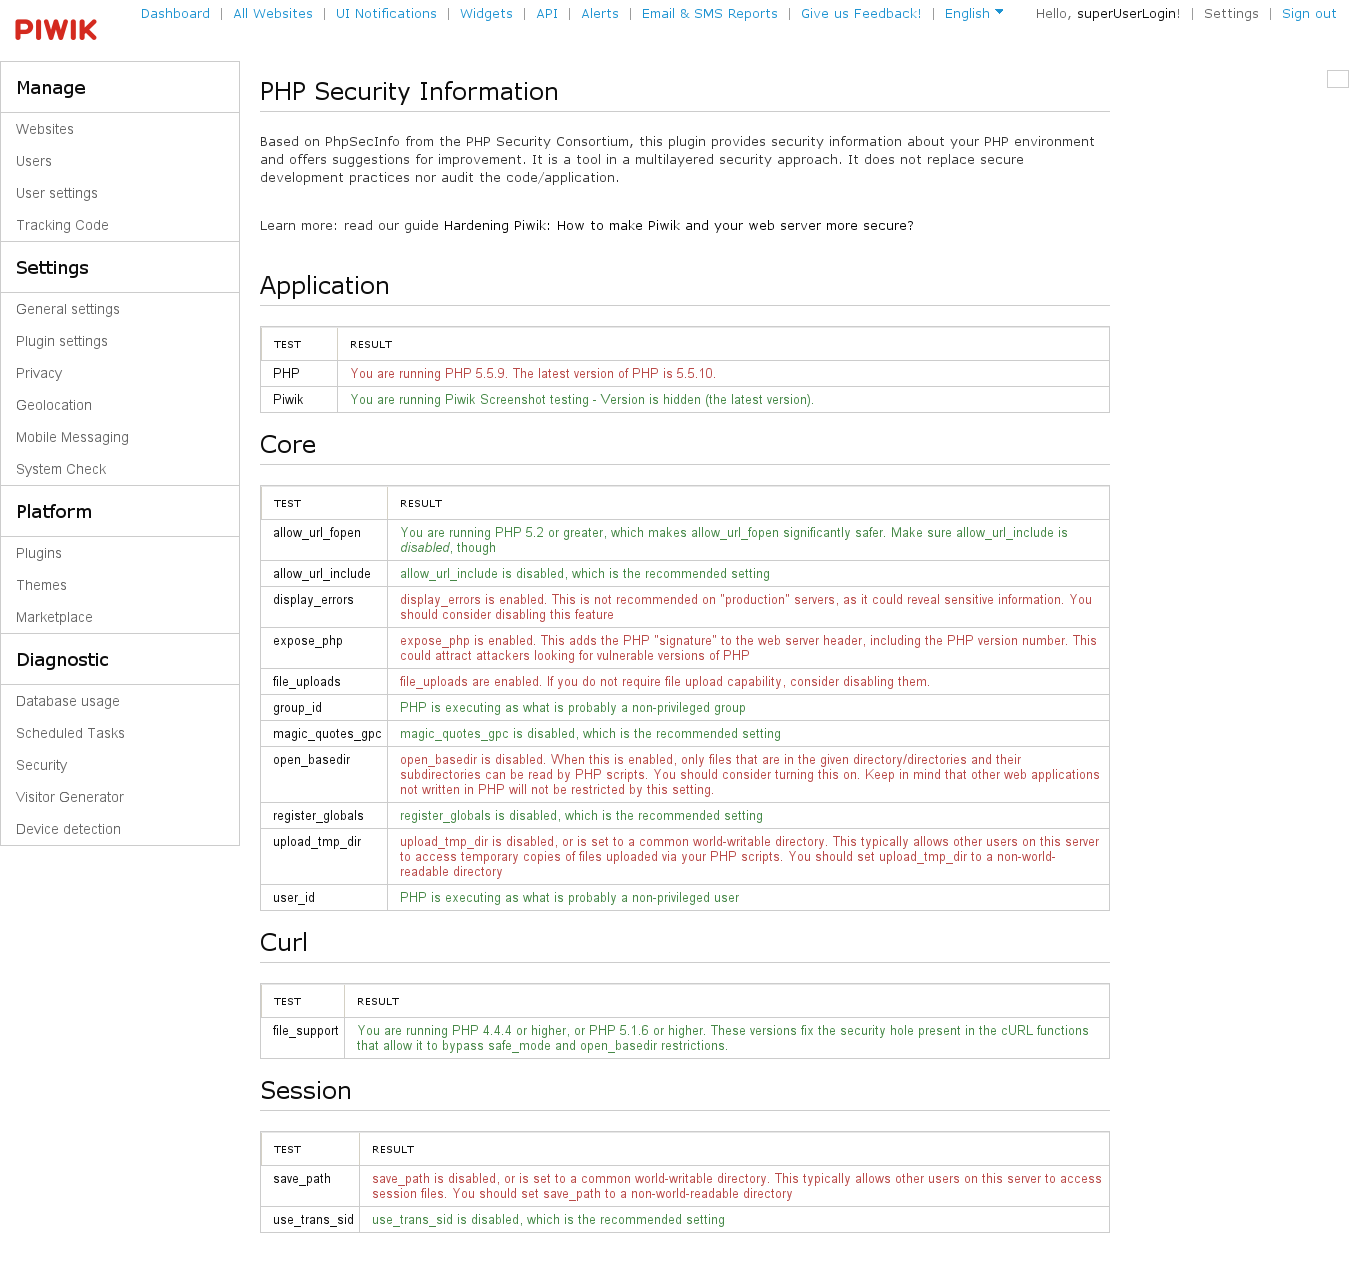 PIWIK
Dashboard | All Websites | UI Notifications | Widgets | API | Alerts | Email & SMS Reports | Give us Feedback! | English
Hello, superUserLogin! | Settings | Sign out
Manage
Websites
Users
User settings
Tracking Code
Settings
General settings
Plugin settings
Privacy
Geolocation
Mobile Messaging
System Check
Platform
Plugins
Themes
Marketplace
Diagnostic
Database usage
Scheduled Tasks
Security
Visitor Generator
Device detection
PHP Security Information
Based on PhpSecInfo from the PHP Security Consortium, this plugin provides security information about your PHP environment
and offers suggestions for improvement. It is a tool in a multilayered security approach. It does not replace secure
development practices nor audit the code/application.
Learn more: read our guide Hardening Piwik: How to make Piwik and your web server more secure?
Application
TEST RESULT
PHP You are running PHP 5.5.9. The latest version of PHP is 5.5.10.
Piwik You are running Piwik Screenshot testing - Version is hidden (the latest version).
Core
TEST RESULT
allow_url_fopen You are running PHP 5.2 or greater, which makes allow_url_fopen significantly safer. Make sure allow_url_include is
disabled, though
allow_url_include allow_url_include is disabled, which is the recommended setting
display_errors display_errors is enabled. This is not recommended on "production" servers, as it could reveal sensitive information. You
should consider disabling this feature
expose_php expose_php is enabled. This adds the PHP "signature" to the web server header, including the PHP version number. This
could attract attackers looking for vulnerable versions of PHP
file_uploads file_uploads are enabled. If you do not require file upload capability, consider disabling them.
group_id PHP is executing as what is probably a non-privileged group
magic_quotes_gpc magic_quotes_gpc is disabled, which is the recommended setting
open_basedir open_basedir is disabled. When this is enabled, only files that are in the given directory/directories and their
subdirectories can be read by PHP scripts. You should consider turning this on. Keep in mind that other web applications
not written in PHP will not be restricted by this setting.
register_globals register_globals is disabled, which is the recommended setting
upload_tmp_dir upload_tmp_dir is disabled, or is set to a common world-writable directory. This typically allows other users on this server
to access temporary copies of files uploaded via your PHP scripts. You should set upload_tmp_dir to a non-world-
readable directory
user_id PHP is executing as what is probably a non-privileged user
Curl
TEST RESULT
file_support You are running PHP 4.4.4 or higher, or PHP 5.1.6 or higher. These versions fix the security hole present in the cURL functions
that allow it to bypass safe_mode and open_basedir restrictions.
Session
TEST RESULT
save_path save_path is disabled, or is set to a common world-writable directory. This typically allows other users on this server to access
session files. You should set save_path to a non-world-readable directory
use_trans_sid use_trans_sid is disabled, which is the recommended setting